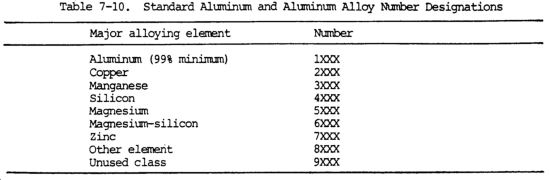 Table 7-10. Standard Aluminum and Aluminum Alloy Number Designations
Major alloying element Number
Aluminum (99% minimum) 1XXX
Copper 2XXX
Manganese 3XXX
Silicon 4XXX
Magnesium 5XXX
Magnesium-silicon 6XXX
Zinc 7XXX
Other element 8XXX
Unused class 9XXX